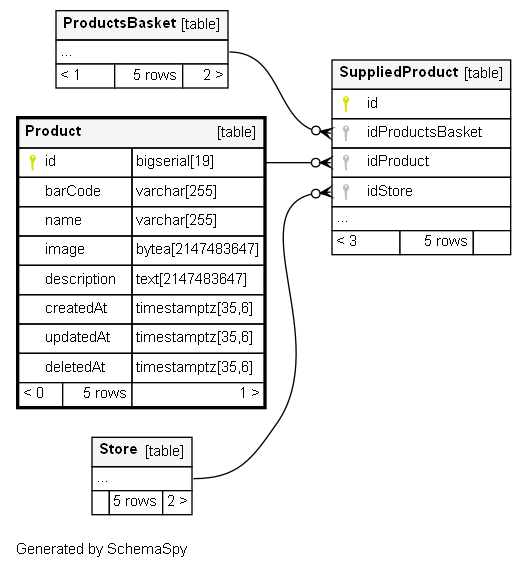 ProductsBasket [table]
...
< 1 5 rows 2 >
SuppliedProduct [table]
id
idProductsBasket
idProduct
idStore
...
< 3 5 rows
Product [table]
id bigserial[19]
barCode varchar[255]
name varchar[255]
image bytea[2147483647]
description text[2147483647]
createdAt timestamptz[35,6]
updatedAt timestamptz[35,6]
deletedAt timestamptz[35,6]
< 0 5 rows 1 >
Store [table]
...
5 rows 2 >
Generated by SchemaSpy